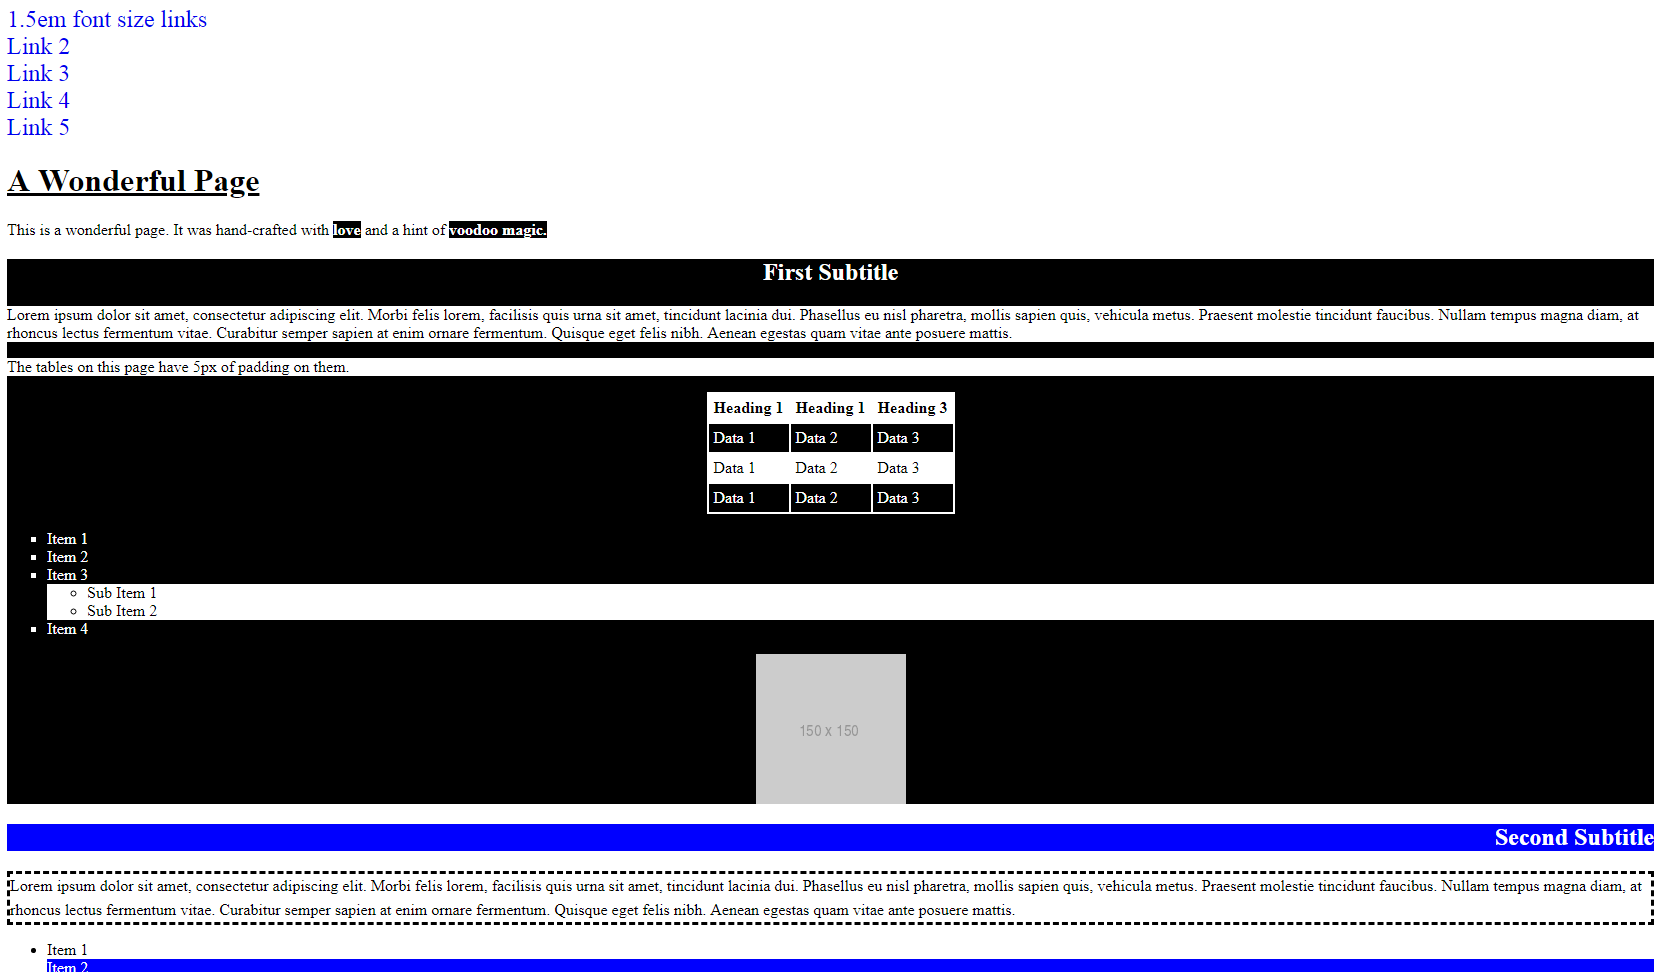 1.5em font size links
Link 2
Link 3
Link 4
Link 5
A Wonderful Page
This is a wonderful page. It was hand-crafted with love and a hint of voodoo magic.
First Subtitle
Lorem ipsum dolor sit amet, consectetur adipiscing elit. Morbi felis lorem, facilisis quis urna sit amet, tincidunt lacinia dui. Phasellus eu nisl pharetra, mollis sapien quis, vehicula metus. Praesent molestie tincidunt faucibus. Nullam tempus magna diam, at
rhoncus lectus fermentum vitae. Curabitur semper sapien at enim ornare fermentum. Quisque eget felis nibh. Aenean egestas quam vitae ante posuere mattis.
The tables on this page have 5px of padding on them.
Heading 1 Heading 1 Heading 3
Data 1 Data 2 Data 3
Data 1 Data 2 Data 3
Data 1 Data 2 Data 3
Item 1
Item 2
Item 3
Sub Item 1
Sub Item 2
Item 4
150 x 150
Second Subtitle
Lorem ipsum dolor sit amet, consectetur adipiscing elit. Morbi felis lorem, facilisis quis urna sit amet, tincidunt lacinia dui. Phasellus eu nisl pharetra, mollis sapien quis, vehicula metus. Praesent molestie tincidunt faucibus. Nullam tempus magna diam, at
rhoncus lectus fermentum vitae. Curabitur semper sapien at enim ornare fermentum. Quisque eget felis nibh. Aenean egestas quam vitae ante posuere mattis.
Item 1
Item 2